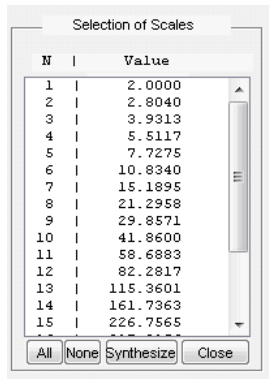 Selection of Scales
N | Value
1 | 2.0000
2 | 2.8040
3 | 3.9313
4 | 5.5117
5 | 7.7275
6 | 10.8340
7 | 15.1895
8 | 21.2958
9 | 29.8571
10 | 41.8600
11 | 58.6883
12 | 82.2817
13 | 115.3601
14 | 161.7363
15 | 226.7565
All None Synthesize Close